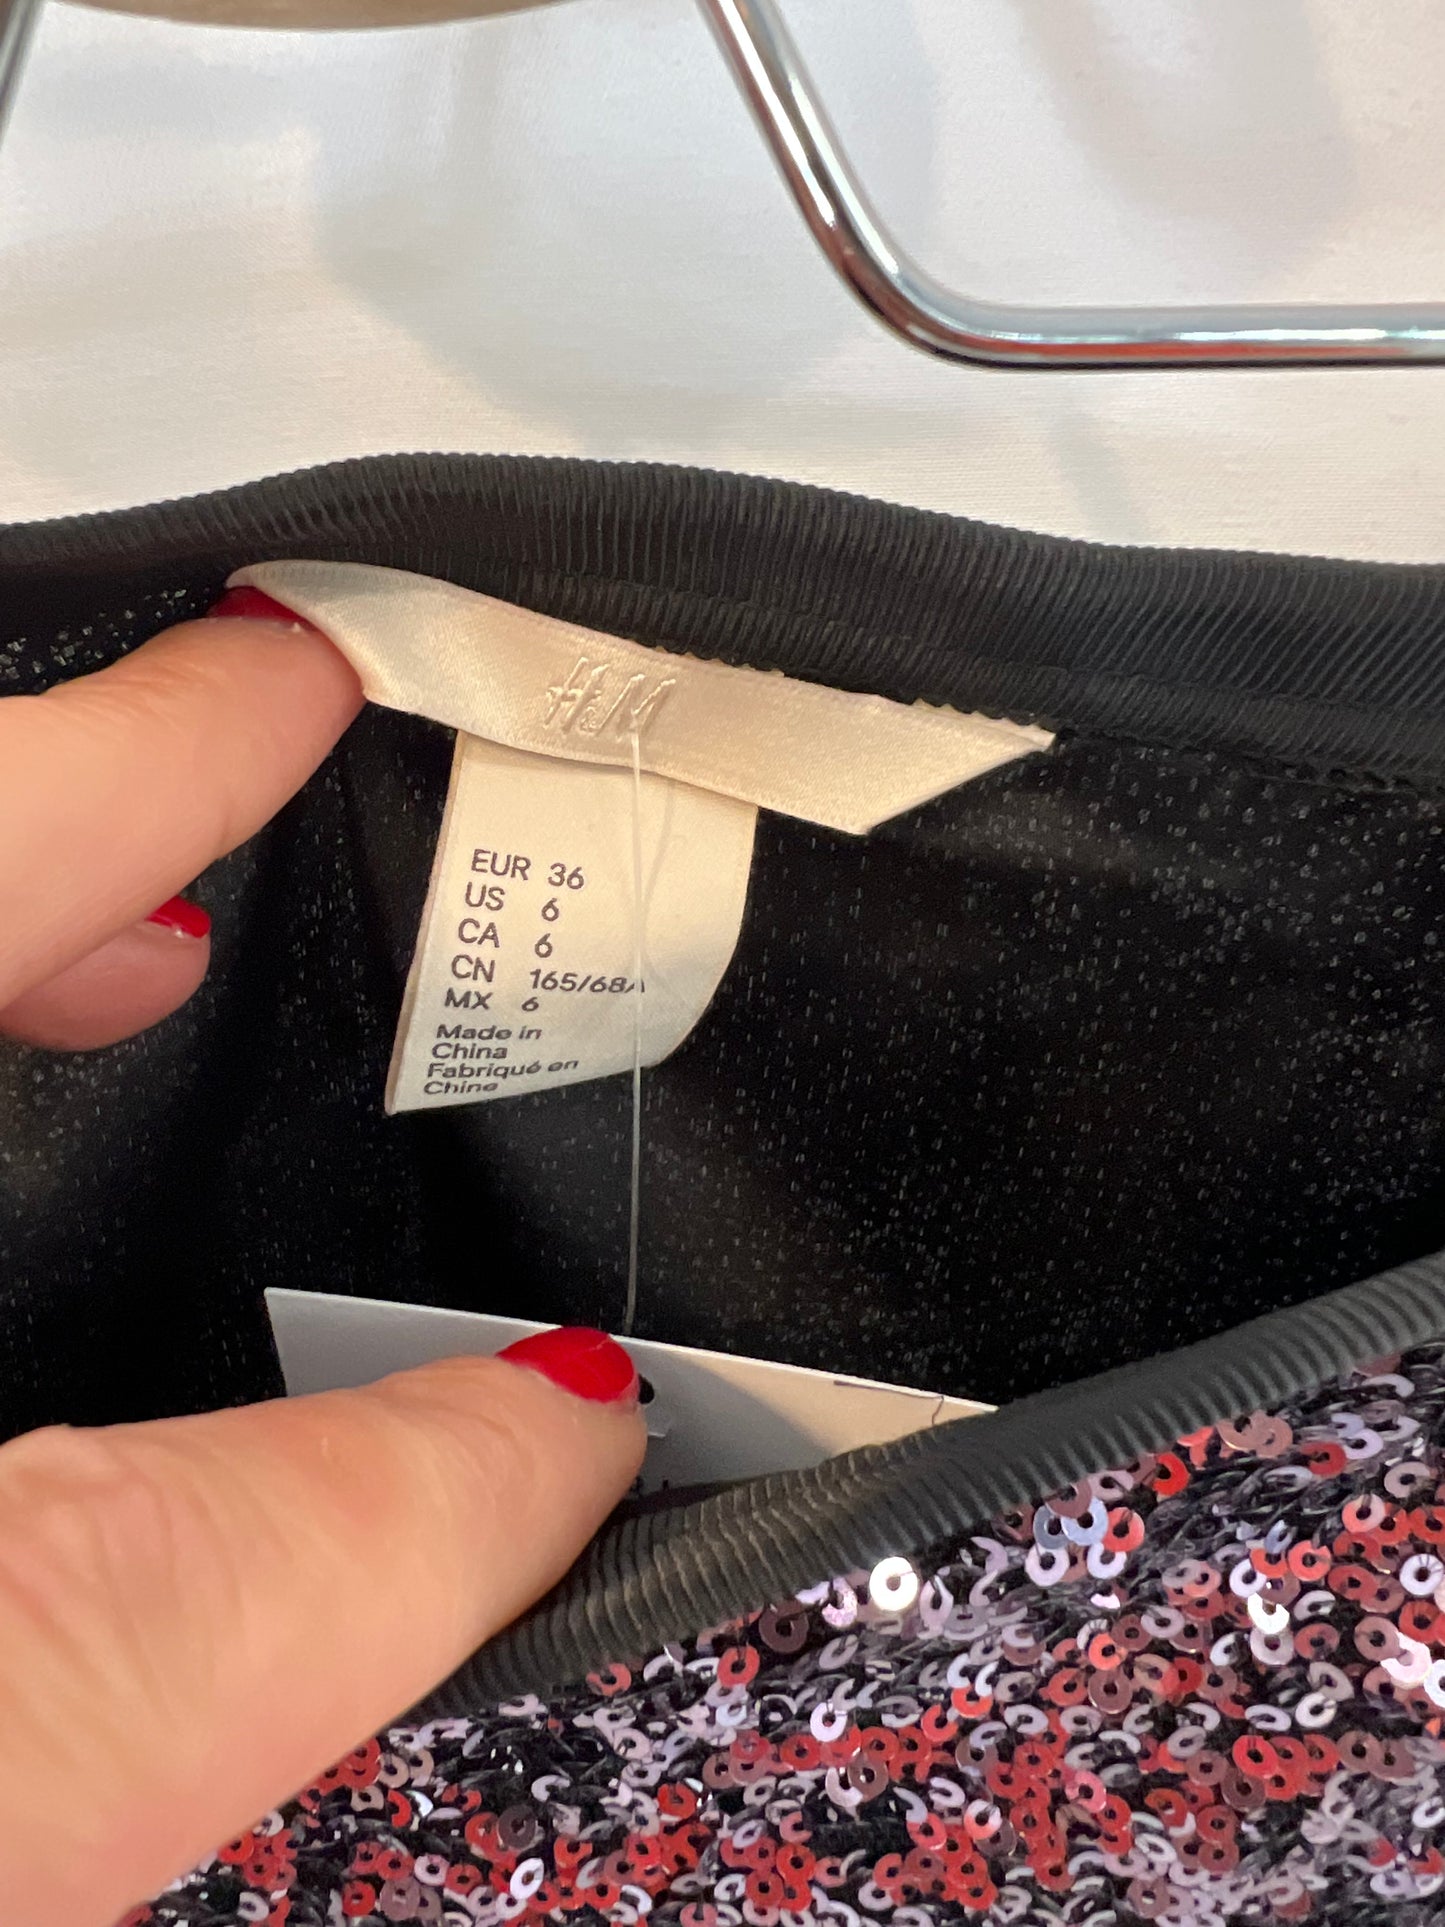 H&M
EUR 36
US 6
CA 6
CN 165/68A
MX 6
Made in
China
Fabriqué en
Chine